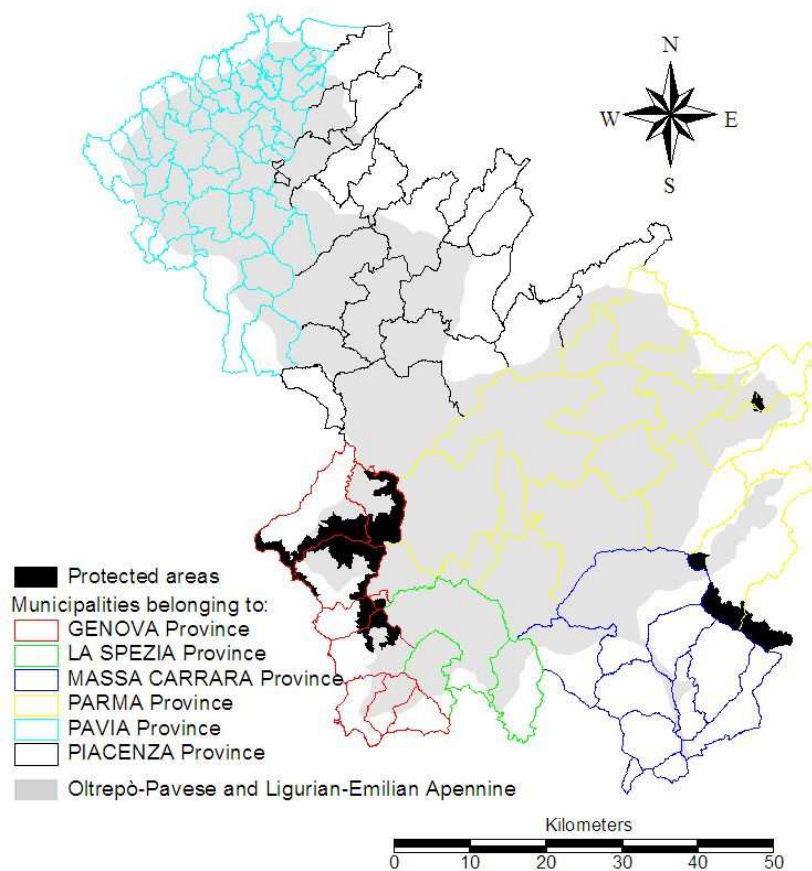 N
W E
S
Protected areas
Municipalities belonging to:
GENOVA Province
LA SPEZIA Province
MASSA CARRARA Province
PARMA Province
PAVIA Province
PIACENZA Province
Oltrepò-Pavese and Ligurian-Emilian Apennine
Kilometers
0 10 20 30 40 50